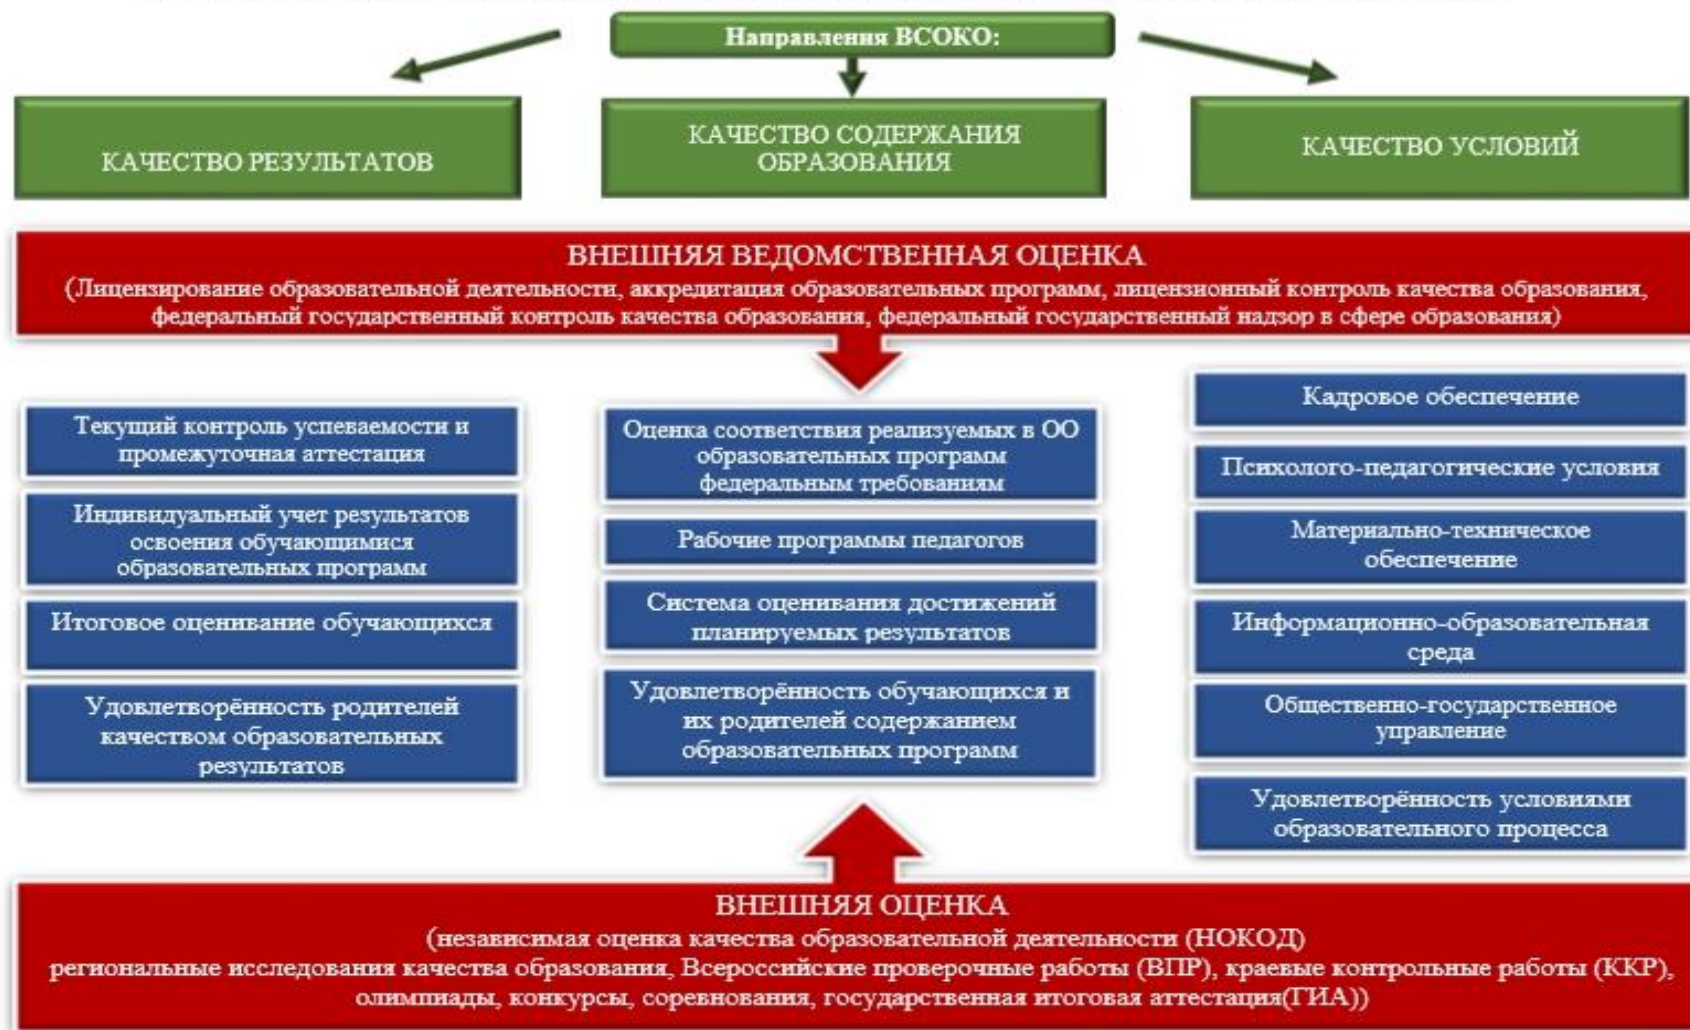 Направления ВСОКО:
КАЧЕСТВО РЕЗУЛЬТАТОВ
КАЧЕСТВО СОДЕРЖАНИЯ
ОБРАЗОВАНИЯ
КАЧЕСТВО УСЛОВИЙ
ВНЕШНЯЯ ВЕДОМСТВЕННАЯ ОЦЕНКА
(Лицензирование образовательной деятельности, аккредитация образовательных программ, лицензионный контроль качества образования,
федеральный государственный контроль качества образования, федеральный государственный надзор в сфере образования)
Текущий контроль успеваемости и
промежуточная аттестация
Индивидуальный учет результатов
освоения обучающимися
образовательных программ
Итоговое оценивание обучающихся
Удовлетворённость родителей
качеством образовательных
результатов
Оценка соответствия реализуемых в ОО
образовательных программ
федеральным требованиям
Рабочие программы педагогов
Система оценивания достижений
планируемых результатов
Удовлетворённость обучающихся и
их родителей содержанием
образовательных программ
Кадровое обеспечение
Психолого-педагогические условия
Материально-техническое
обеспечение
Информационно-образовательная
среда
Общественно-государственное
управление
Удовлетворённость условиями
образовательного процесса
ВНЕШНЯЯ ОЦЕНКА
(независимая оценка качества образовательной деятельности (НОКОД)
региональные исследования качества образования, Всероссийские проверочные работы (ВПР), краевые контрольные работы (ККР),
олимпиады, конкурсы, соревнования, государственная итоговая аттестация(ГИА))